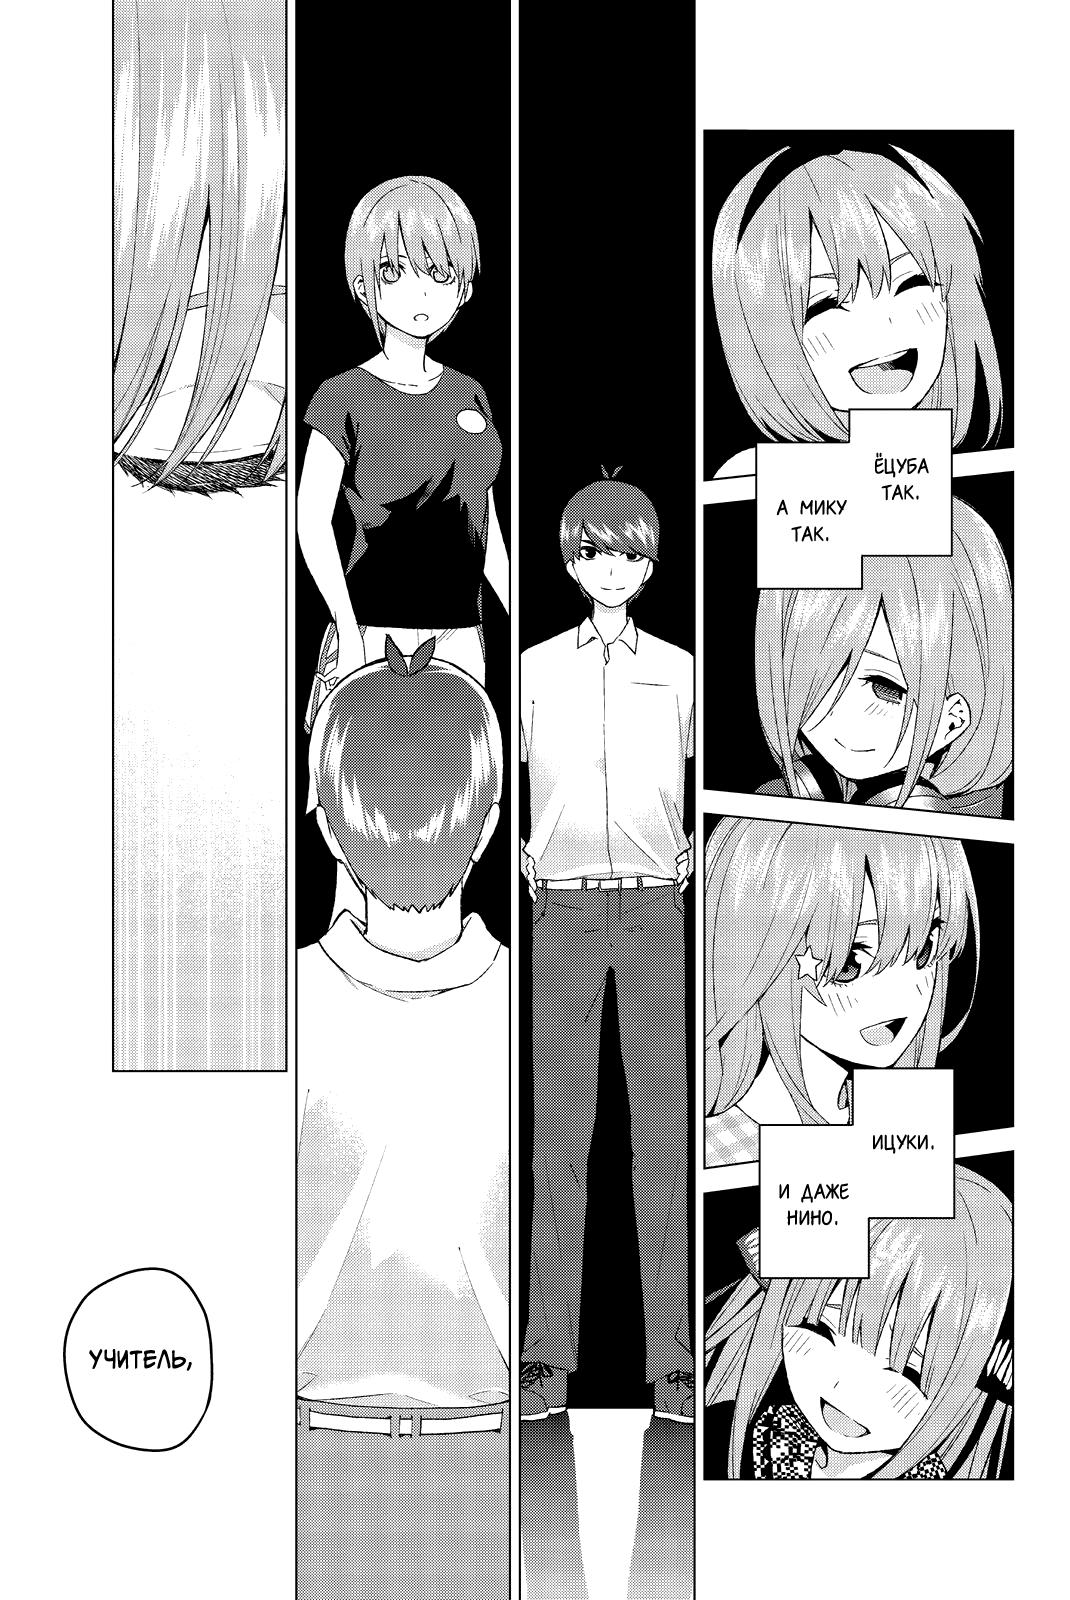 ЁЦУБА
ТАК.
А МИКУ
ТАК.
ИЦУКИ.
И ДАЖЕ
НИНО.
УЧИТЕЛЬ,